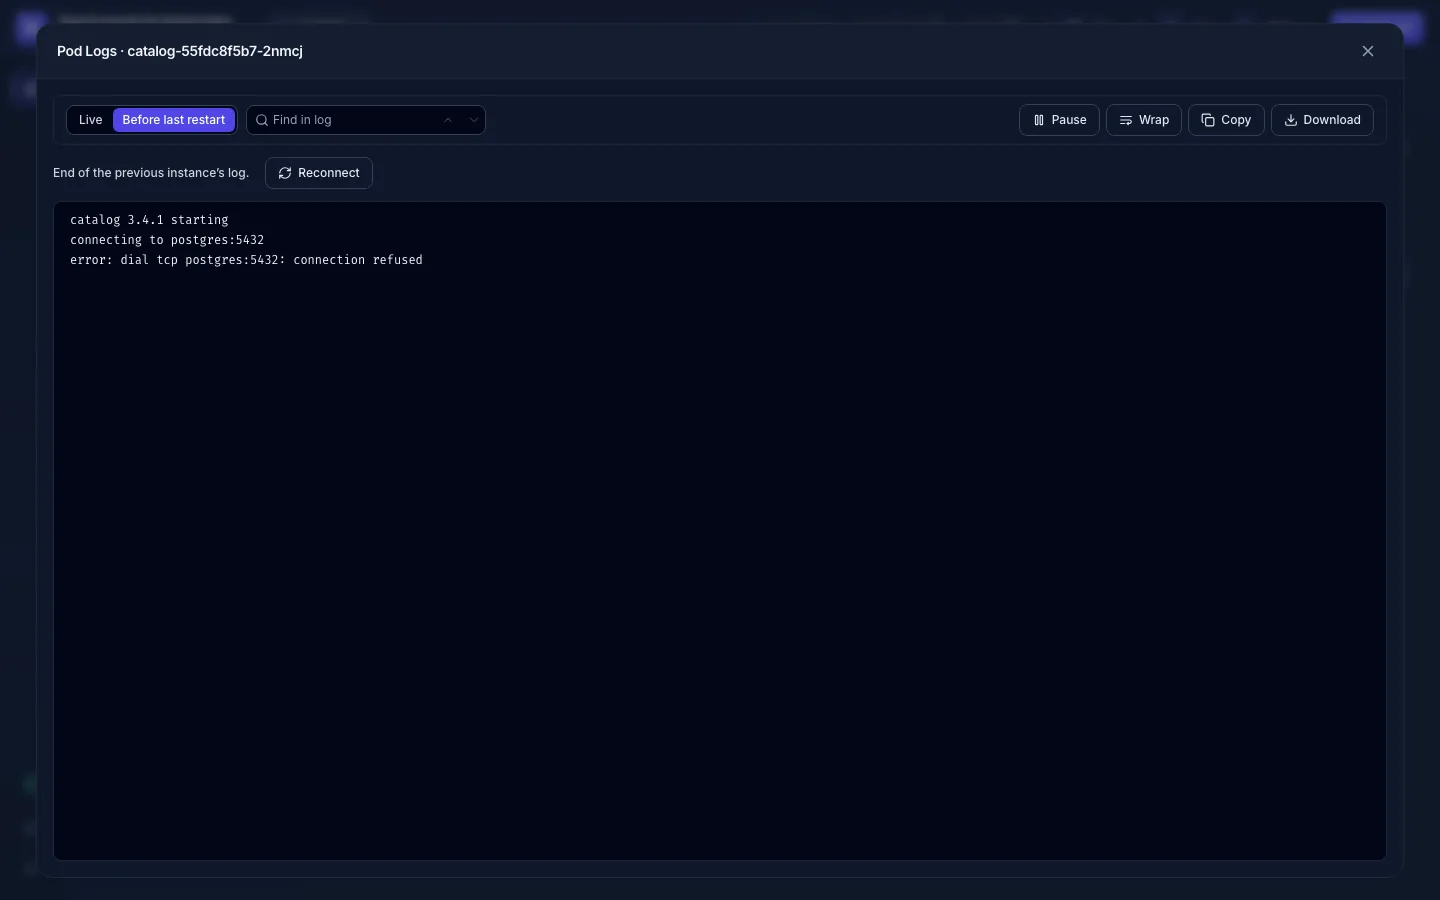 Pod Logs · catalog-55fdc8f5b7-2nmcj
Live Before last restart Find in log Pause Wrap Copy Download
End of the previous instance’s log. Reconnect
catalog 3.4.1 starting
connecting to postgres:5432
error: dial tcp postgres:5432: connection refused